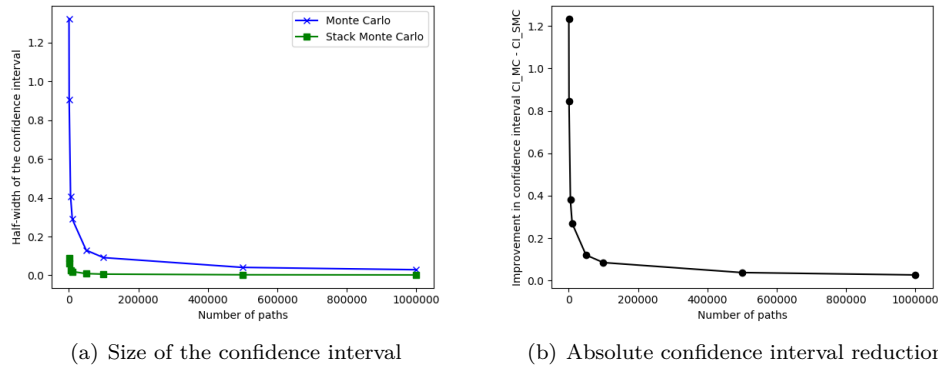 Half-width of the confidence interval
1.2
1.0
0.8
0.6
0.4
0.2
0.0
Monte Carlo
Stack Monte Carlo
0 200000 400000 600000 800000 1000000
Number of paths
(a) Size of the confidence interval
Improvement in confidence interval CI_MC - CI_SMC
1.2
1.0
0.8
0.6
0.4
0.2
0.0
0 200000 400000 600000 800000 1000000
Number of paths
(b) Absolute confidence interval reduction